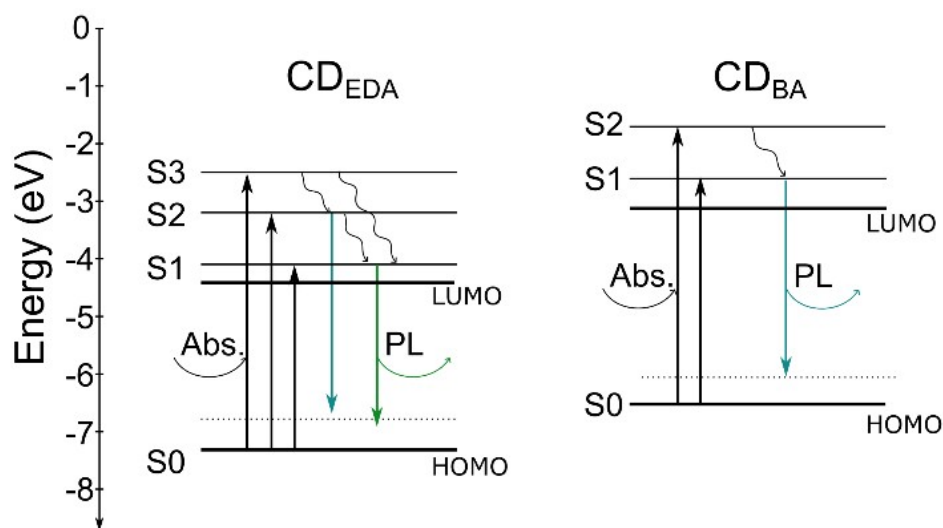 Energy (eV)
0
-1
-2
-3
-4
-5
-6
-7
-8
CD_EDA
S3
S2
S1
LUMO
Abs.
PL
S0
HOMO
CD_BA
S2
S1
LUMO
Abs.
PL
S0
HOMO